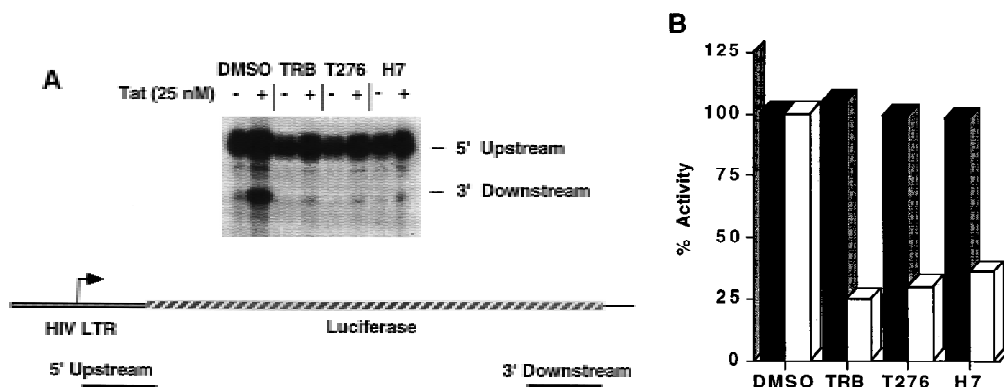 A
DMSO TRB T276 H7
Tat (25 nM) - + - + - + - +
5' Upstream
3' Downstream
HIV LTR
Luciferase
5' Upstream
3' Downstream
B
125
100
75
50
25
0
% Activity
DMSO TRB T276 H7